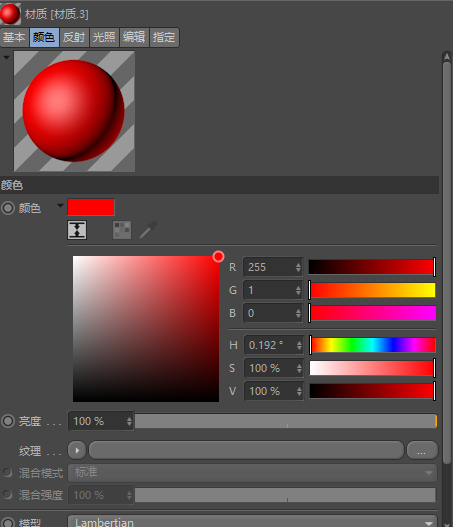 材质 [材质.3]
基本 颜色 反射 光照 编辑 指定
颜色
颜色
R 255
G 1
B 0
H 0.192 °
S 100 %
V 100 %
亮度 . . . 100 %
纹理 . . . ...
混合模式 标准
混合强度 100 %
模型 Lambertian